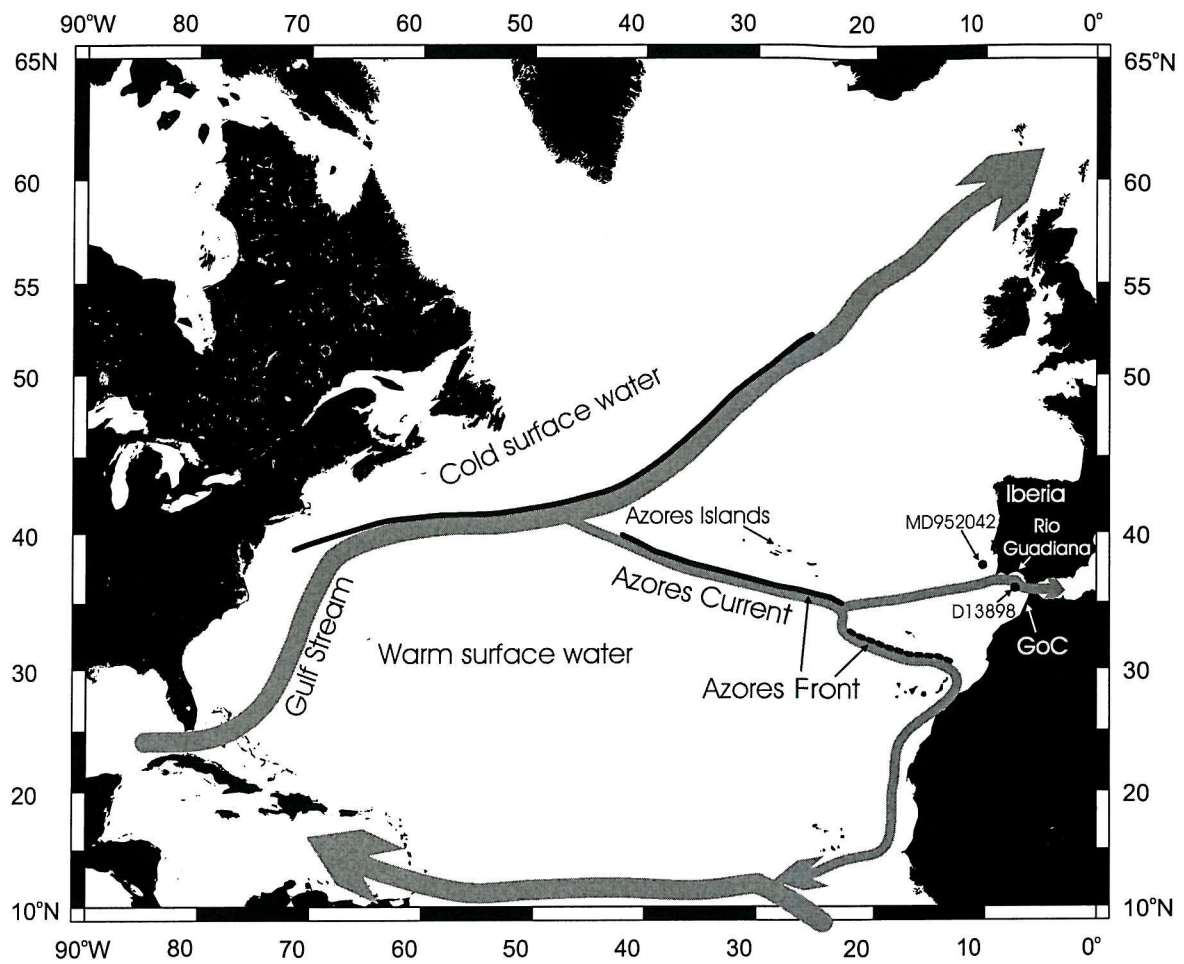 90°W 80 70 60 50 40 30 20 10 0°
65N 65°N
60 60
55 55
50 50
Cold surface water
Iberia
Azores Islands
MD952042
Rio
Guadiana
40 40
Azores Current
D13898
GoC
Gulf Stream
Warm surface water
30 30
Azores Front
20 20
10°N 10°N
90°W 80 70 60 50 40 30 20 10 0°